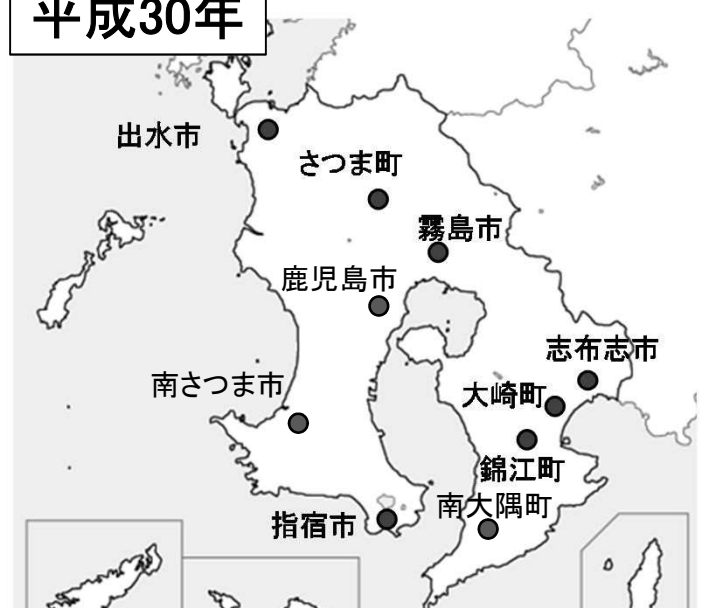 平成30年
出水市
さつま町
霧島市
鹿児島市
志布志市
南さつま市
大崎町
錦江町
南大隅町
指宿市